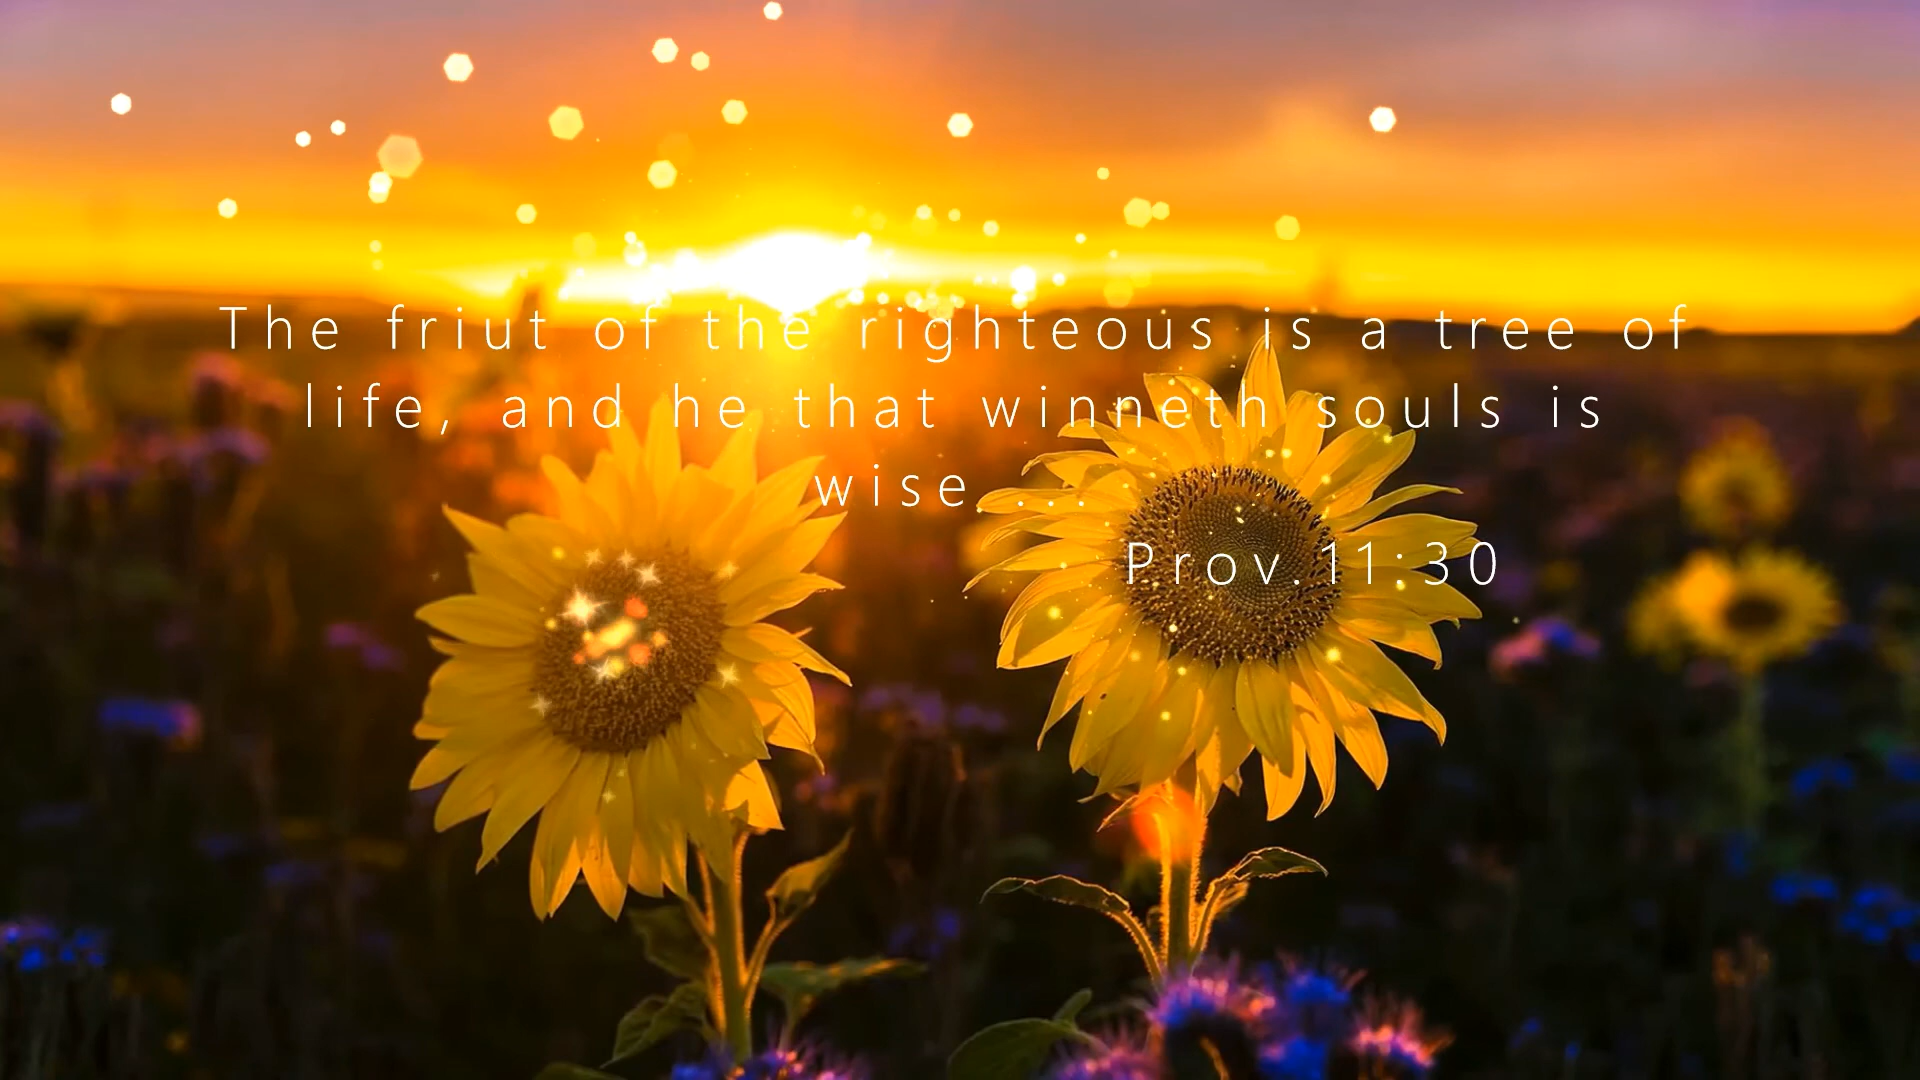 The friut of the righteous is a tree of
life, and he that winneth souls is
wise. ...
Prov.11:30